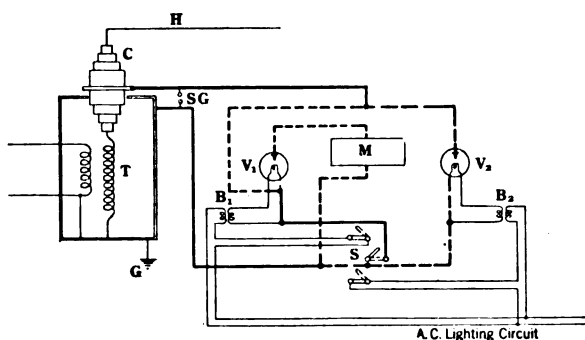 H
C
SG
M
V₁
V₂
T
B₁
B₂
S
G
A.C. Lighting Circuit